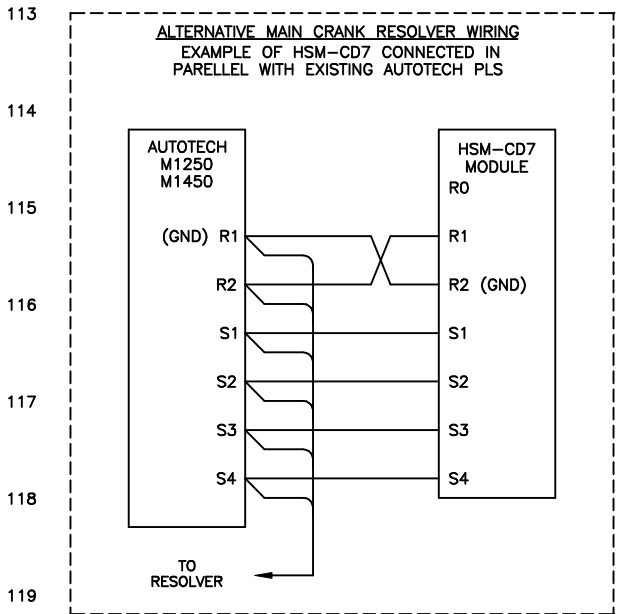 113
ALTERNATIVE MAIN CRANK RESOLVER WIRING
EXAMPLE OF HSM-CD7 CONNECTED IN
PARELLEL WITH EXISTING AUTOTECH PLS
114
AUTOTECH
M1250
M1450
HSM-CD7
MODULE
R0
115
(GND) R1
R1
R2
R2 (GND)
116
S1
S1
S2
S2
117
S3
S3
S4
S4
118
TO
RESOLVER
119